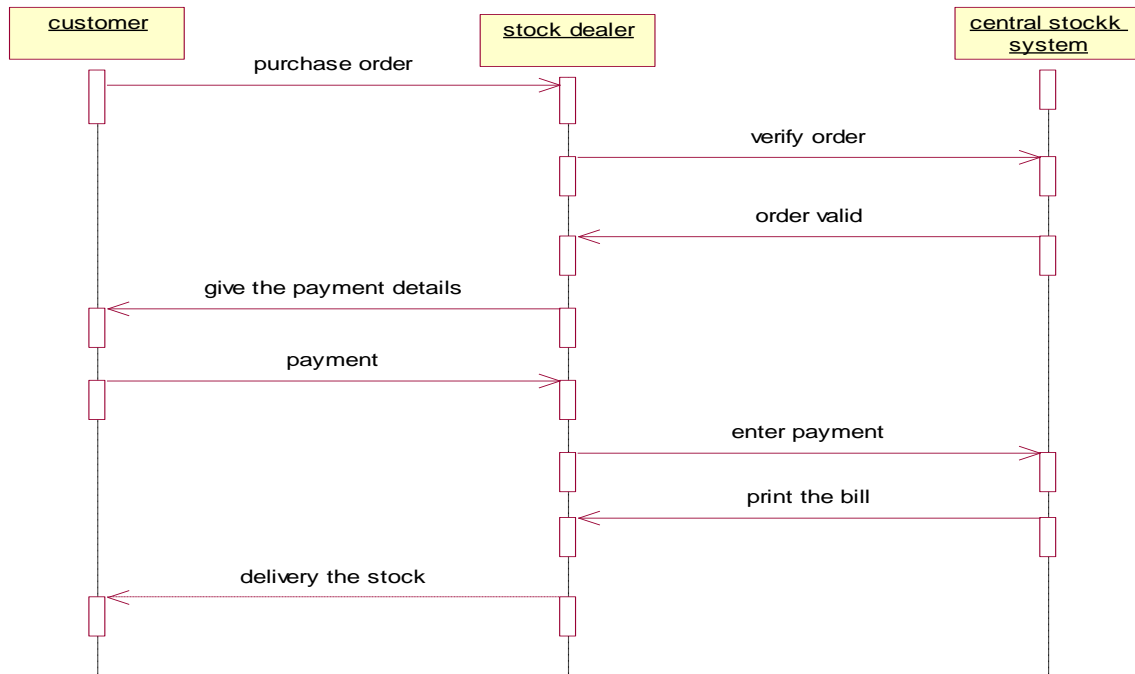 customer
stock dealer
central stockk
system
purchase order
verify order
order valid
give the payment details
payment
enter payment
print the bill
delivery the stock